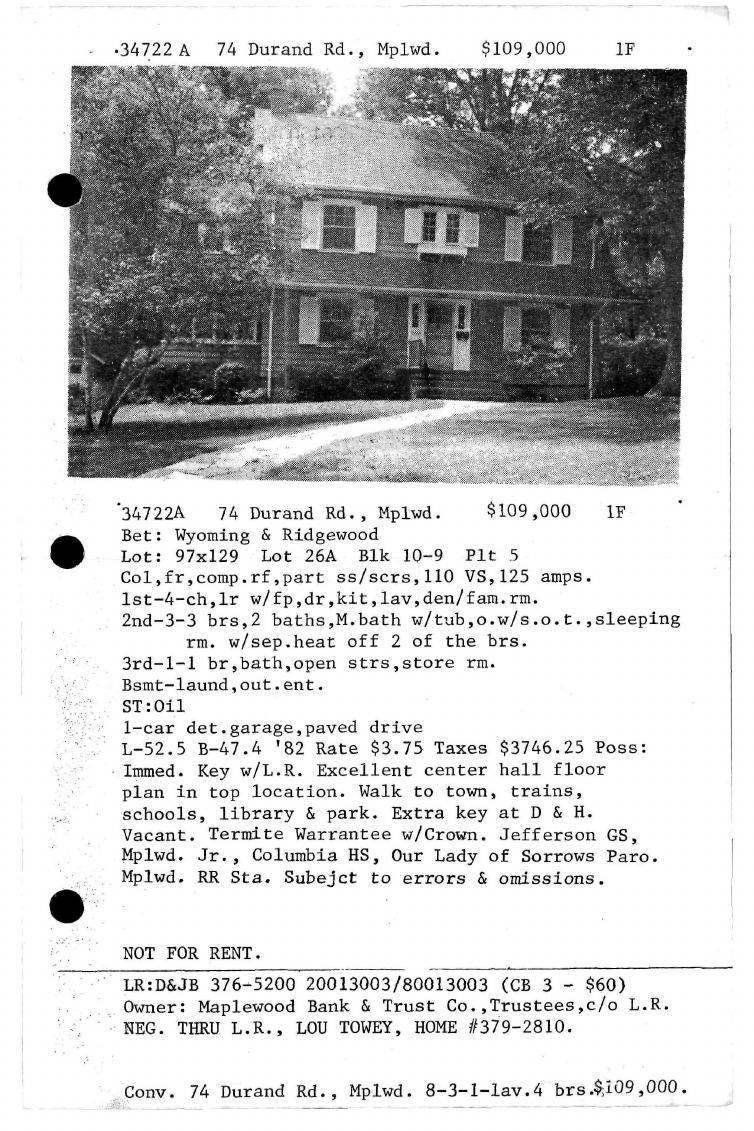 34722 A 74 Durand Rd., Mplwd. $109,000 1F
34722A 74 Durand Rd., Mplwd. $109,000 1F
Bet: Wyoming & Ridgewood
Lot: 97x129 Lot 26A Blk 10-9 Plt 5
Col,fr,comp.rf,part ss/scrs,110 VS,125 amps.
1st-4-ch,lr w/fp,dr,kit,lav,den/fam.rm.
2nd-3-3 brs,2 baths,M.bath w/tub,o.w/s.o.t.,sleeping
rm. w/sep.heat off 2 of the brs.
3rd-1-1 br,bath,open strs,store rm.
Bsmt-laund,out.ent.
ST:Oil
1-car det.garage,paved drive
L-52.5 B-47.4 '82 Rate $3.75 Taxes $3746.25 Poss:
Immed. Key w/L.R. Excellent center hall floor
plan in top location. Walk to town, trains,
schools, library & park. Extra key at D & H.
Vacant. Termite Warrantee w/Crown. Jefferson GS,
Mplwd. Jr., Columbia HS, Our Lady of Sorrows Paro.
Mplwd. RR Sta. Subejct to errors & omissions.
NOT FOR RENT.
LR:D&JB 376-5200 20013003/80013003 (CB 3 - $60)
Owner: Maplewood Bank & Trust Co.,Trustees,c/o L.R.
NEG. THRU L.R., LOU TOWEY, HOME #379-2810.
Conv. 74 Durand Rd., Mplwd. 8-3-1-lav.4 brs.$109,000.